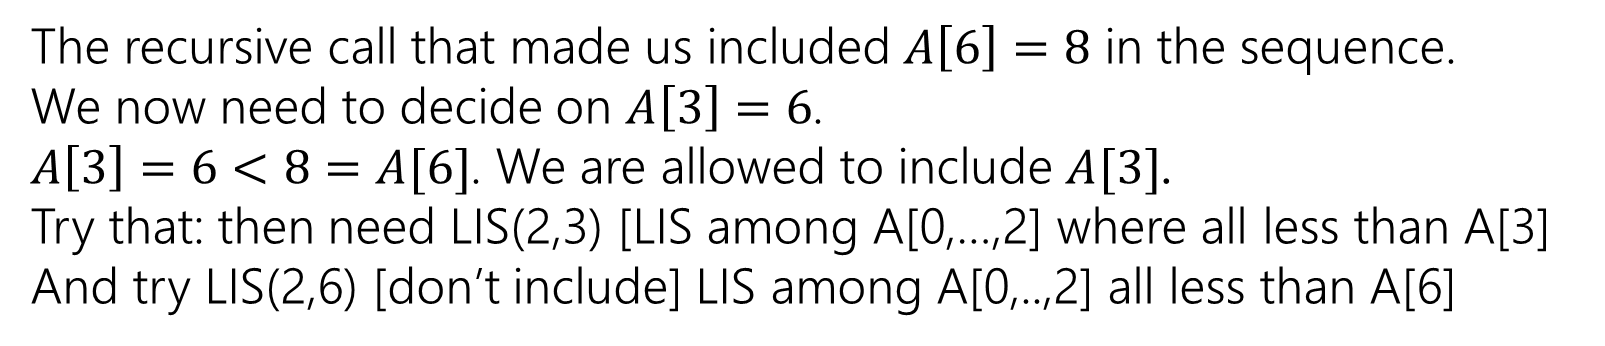 The recursive call that made us included A[6] = 8 in the sequence.
We now need to decide on A[3] = 6.
A[3] = 6 < 8 = A[6]. We are allowed to include A[3].
Try that: then need LIS(2,3) [LIS among A[0,...,2] where all less than A[3]
And try LIS(2,6) [don’t include] LIS among A[0,..,2] all less than A[6]